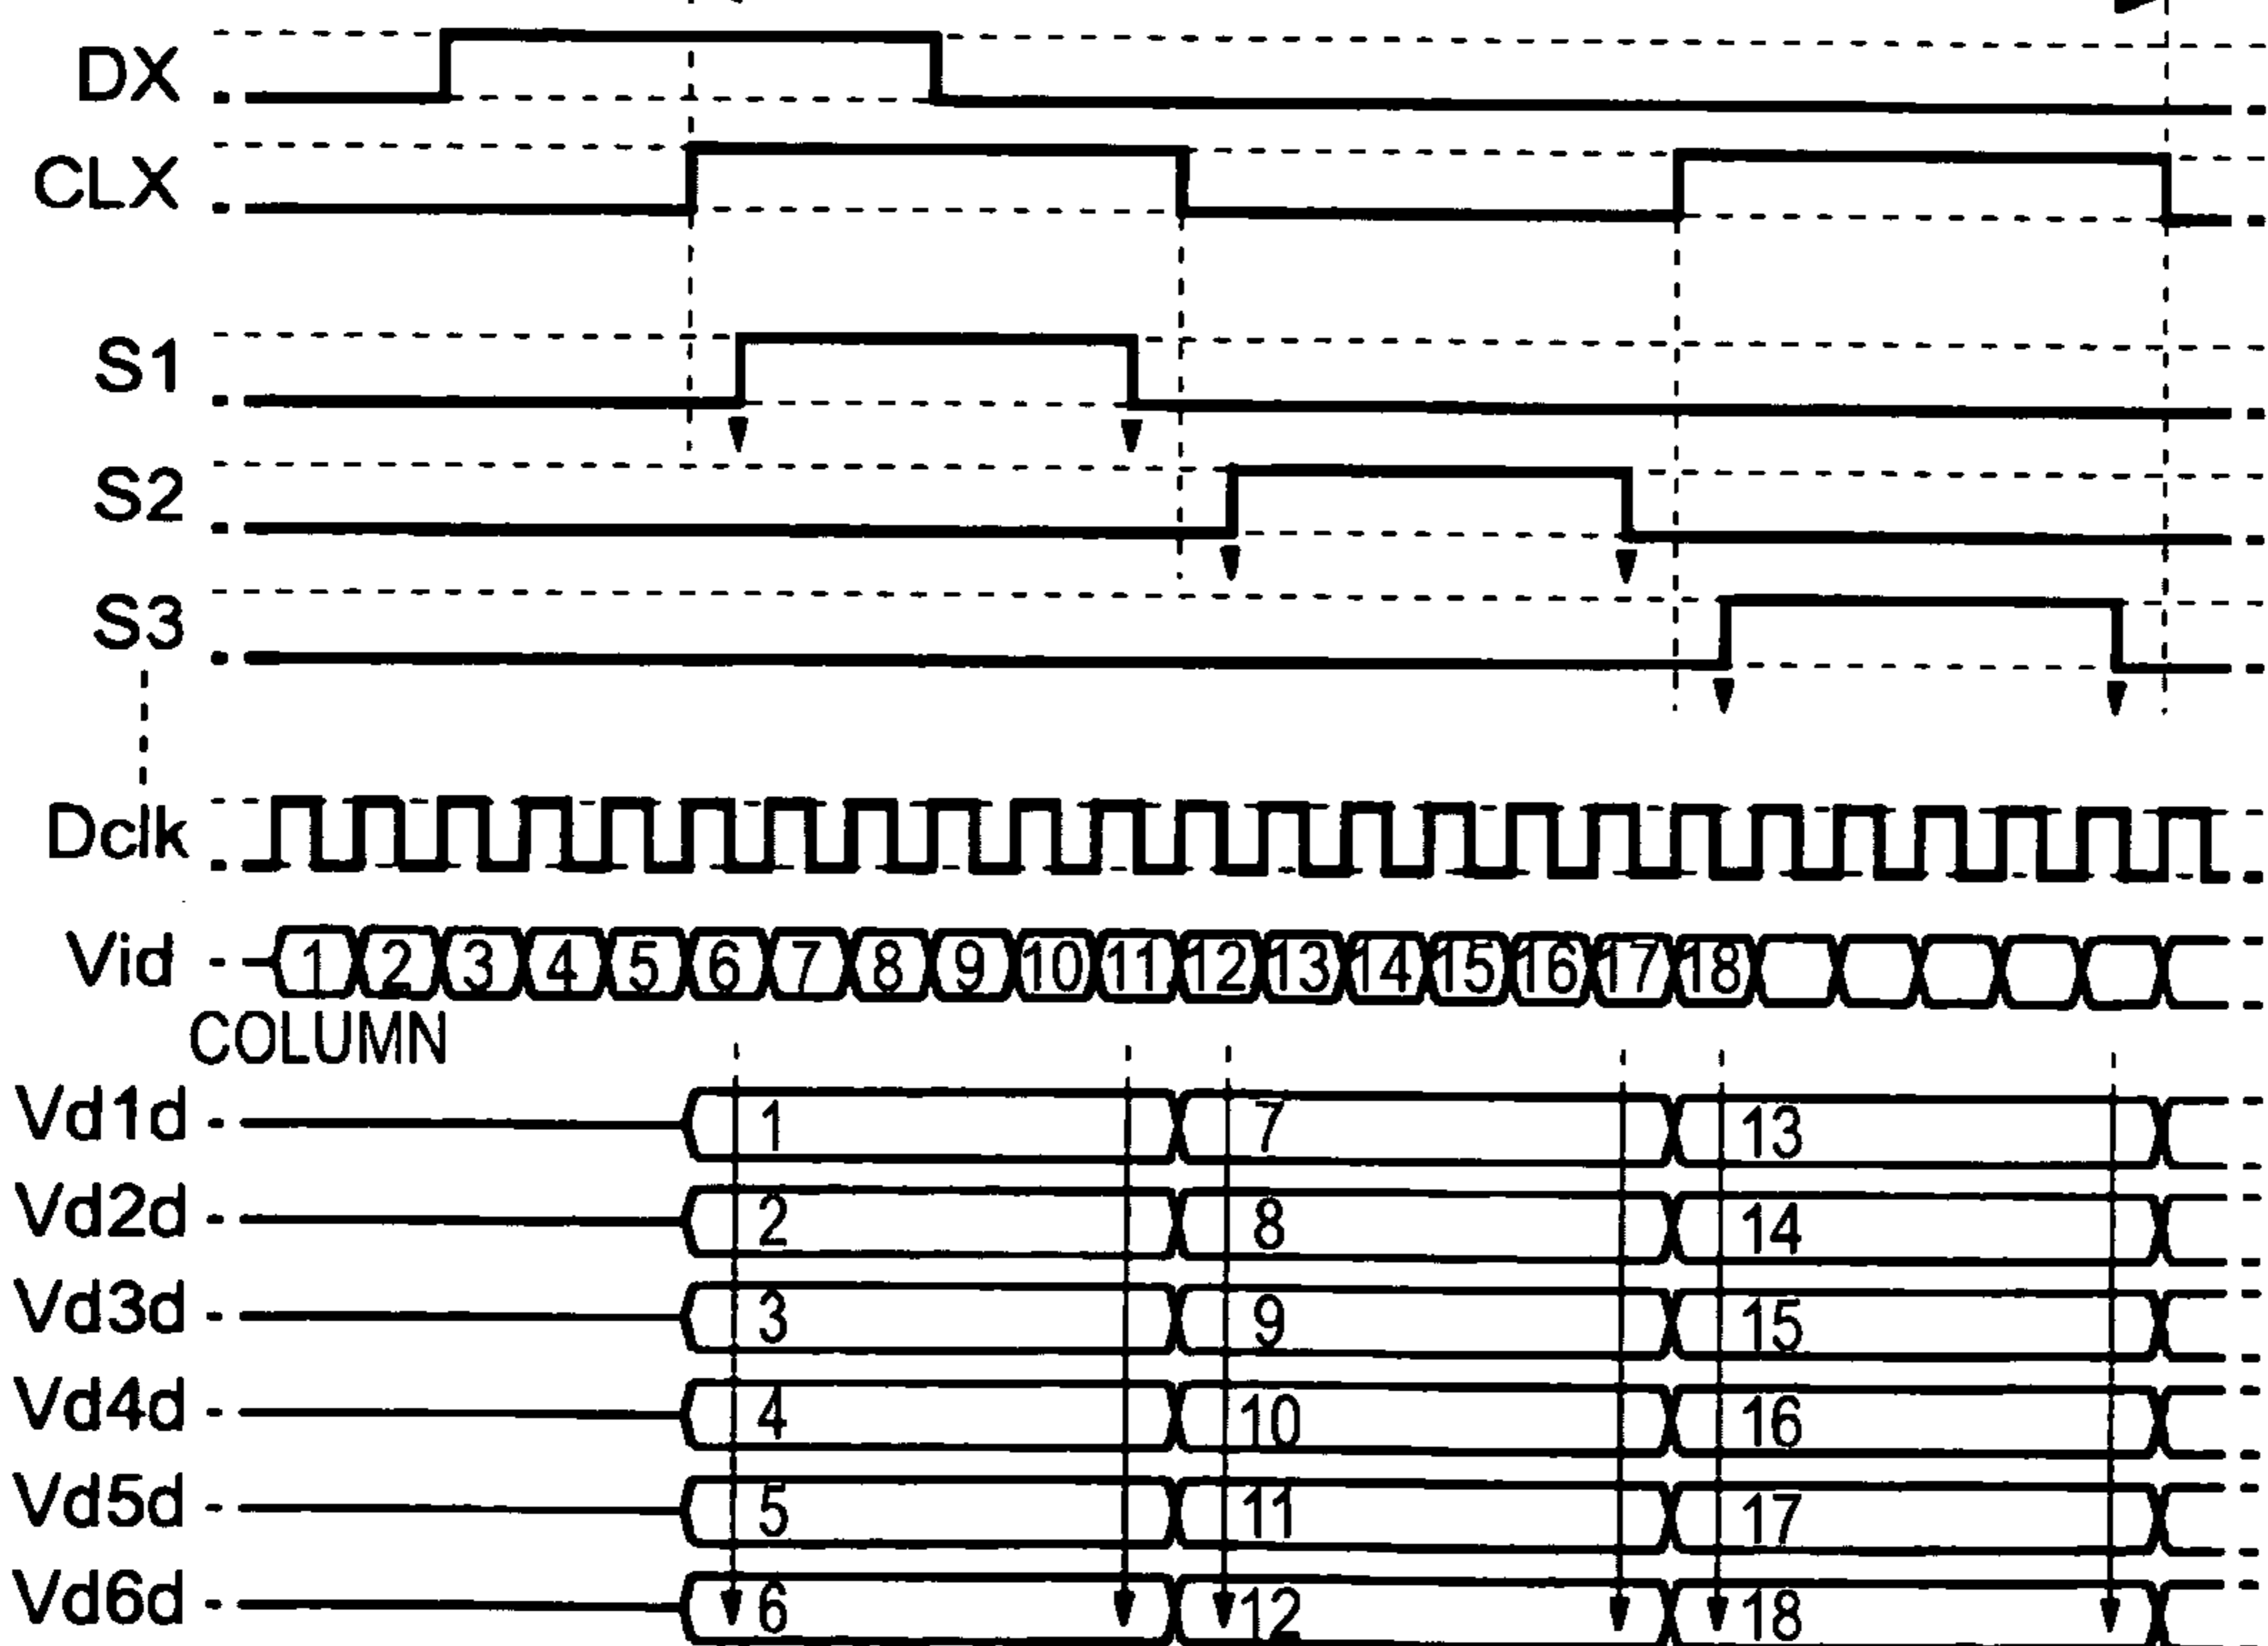 DX
CLX
S1
S2
S3
Dclk
Vid 1 2 3 4 5 6 7 8 9 10 11 12 13 14 15 16 17 18
COLUMN
Vd1d 1 7 13
Vd2d 2 8 14
Vd3d 3 9 15
Vd4d 4 10 16
Vd5d 5 11 17
Vd6d 6 12 18